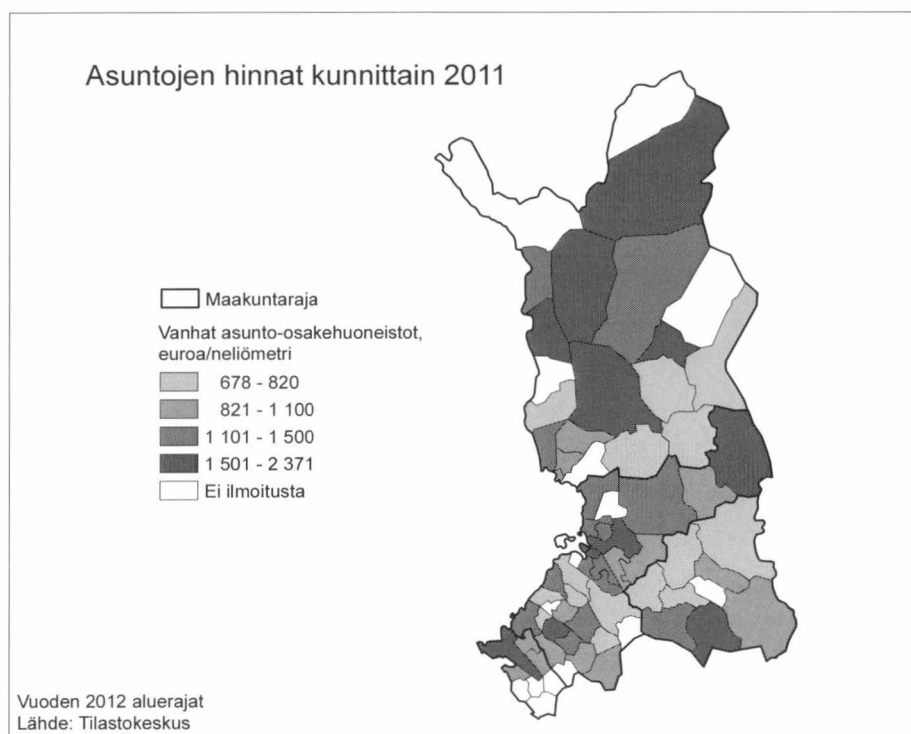 Asuntojen hinnat kunnittain 2011
Maakuntaraja
Vanhat asunto-osakehuoneistot,
euroa/neliömetri
678 - 820
821 - 1 100
1 101 - 1 500
1 501 - 2 371
Ei ilmoitusta
Vuoden 2012 aluerajat
Lähde: Tilastokeskus